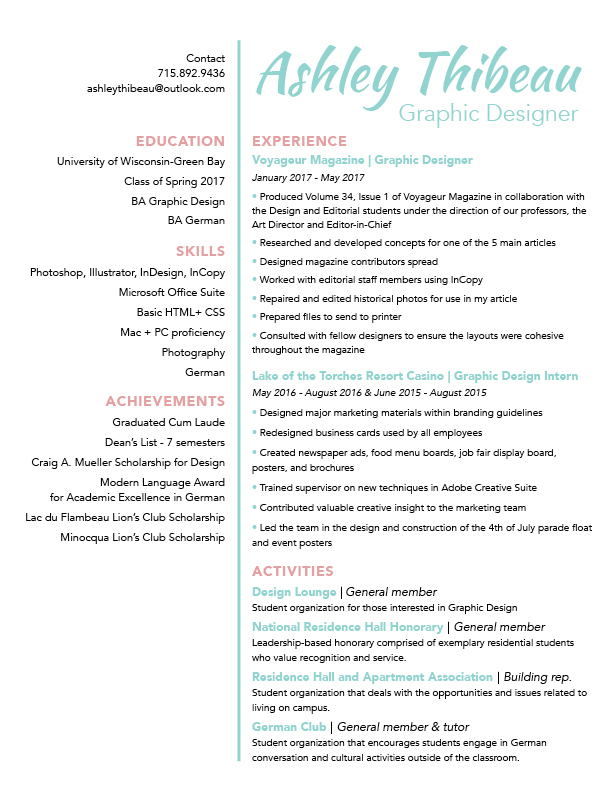 Contact
715.892.9436
ashleythibeau@outlook.com
EDUCATION
University of Wisconsin-Green Bay
Class of Spring 2017
BA Graphic Design
BA German
SKILLS
Photoshop, Illustrator, InDesign, InCopy
Microsoft Office Suite
Basic HTML+ CSS
Mac + PC proficiency
Photography
German
ACHIEVEMENTS
Graduated Cum Laude
Dean's List - 7 semesters
Craig A. Mueller Scholarship for Design
Modern Language Award
for Academic Excellence in German
Lac du Flambeau Lion's Club Scholarship
Minocqua Lion's Club Scholarship
Ashley Thibeau
Graphic Designer
EXPERIENCE
Voyageur Magazine | Graphic Designer
January 2017 - May 2017
• Produced Volume 34, Issue 1 of Voyageur Magazine in collaboration with
the Design and Editorial students under the direction of our professors, the
Art Director and Editor-in-Chief
• Researched and developed concepts for one of the 5 main articles
• Designed magazine contributors spread
• Worked with editorial staff members using InCopy
• Repaired and edited historical photos for use in my article
• Prepared files to send to printer
• Consulted with fellow designers to ensure the layouts were cohesive
throughout the magazine
Lake of the Torches Resort Casino | Graphic Design Intern
May 2016 - August 2016 & June 2015 - August 2015
• Designed major marketing materials within branding guidelines
• Redesigned business cards used by all employees
• Created newspaper ads, food menu boards, job fair display board,
posters, and brochures
• Trained supervisor on new techniques in Adobe Creative Suite
• Contributed valuable creative insight to the marketing team
• Led the team in the design and construction of the 4th of July parade float
and event posters
ACTIVITIES
Design Lounge | General member
Student organization for those interested in Graphic Design
National Residence Hall Honorary | General member
Leadership-based honorary comprised of exemplary residential students
who value recognition and service.
Residence Hall and Apartment Association | Building rep.
Student organization that deals with the opportunities and issues related to
living on campus.
German Club | General member & tutor
Student organization that encourages students engage in German
conversation and cultural activities outside of the classroom.